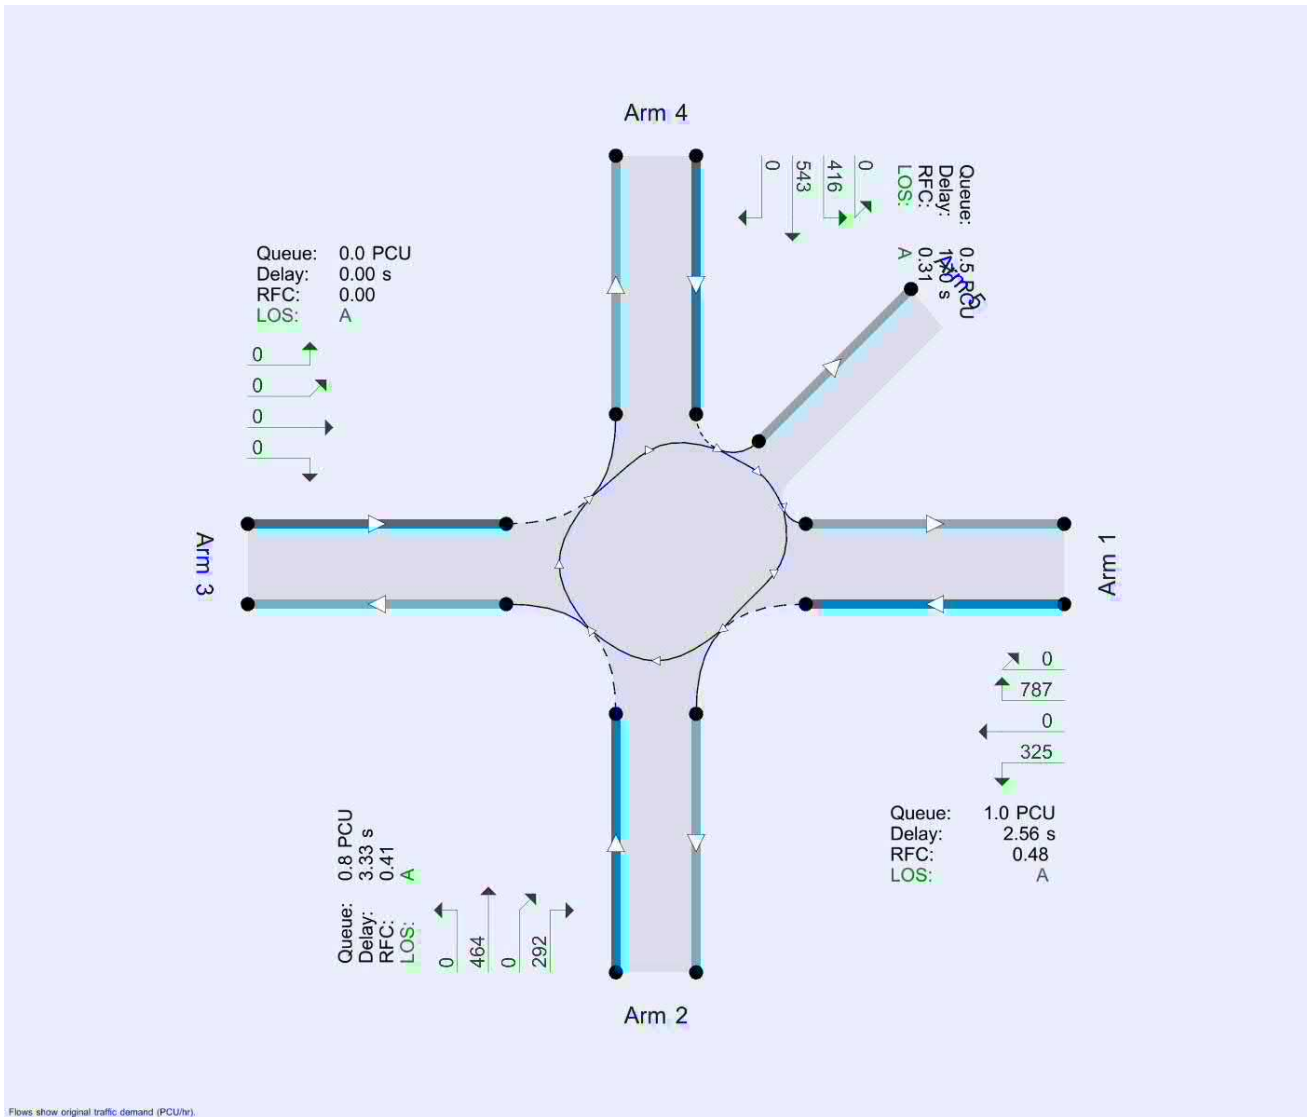 Arm 4
0
543
416
0
Queue: 0.5 PCU
Delay:
RFC: 0.31
LOS: A
Arm 5
Queue: 0.0 PCU
Delay: 0.00 s
RFC: 0.00
LOS: A
0
0
0
0
Arm 3
Arm 1
0
787
0
325
Queue: 1.0 PCU
Delay: 2.56 s
RFC: 0.48
LOS: A
Queue: 0.8 PCU
Delay: 3.33 s
RFC: 0.41
LOS: A
0
464
0
292
Arm 2
Flows show original traffic demand (PCU/hr).